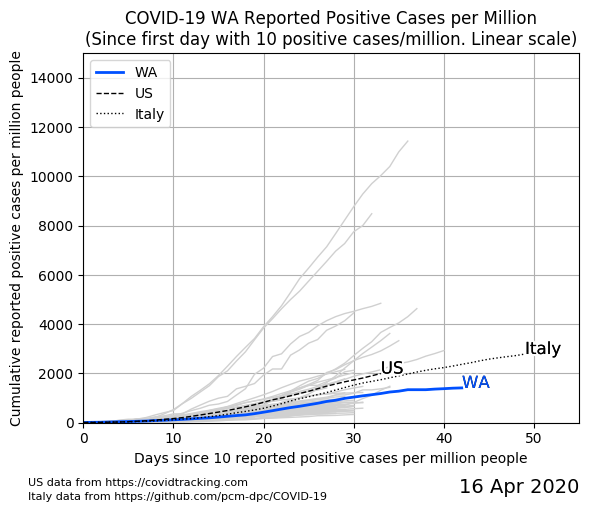 COVID-19 WA Reported Positive Cases per Million
(Since first day with 10 positive cases/million. Linear scale)
Cumulative reported positive cases per million people
14000
12000
10000
8000
6000
4000
2000
0
WA
US
Italy
Italy
US
WA
0 10 20 30 40 50
Days since 10 reported positive cases per million people
US data from https://covidtracking.com
Italy data from https://github.com/pcm-dpc/COVID-19
16 Apr 2020